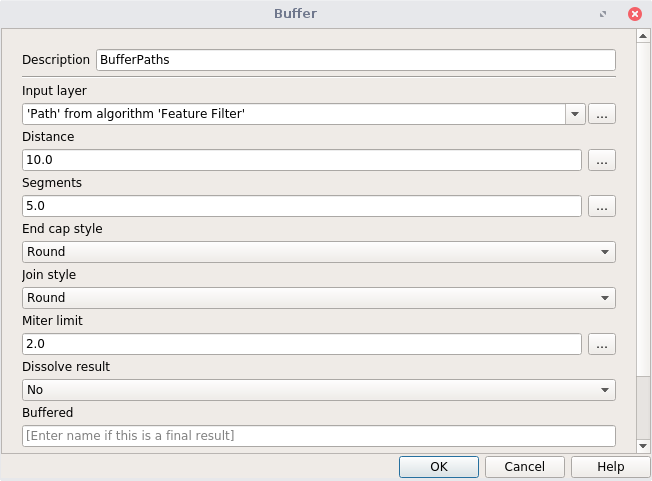 Buffer
Description BufferPaths
Input layer
'Path' from algorithm 'Feature Filter' ...
Distance
10.0 ...
Segments
5.0 ...
End cap style
Round
Join style
Round
Miter limit
2.0 ...
Dissolve result
No
Buffered
[Enter name if this is a final result]
OK Cancel Help